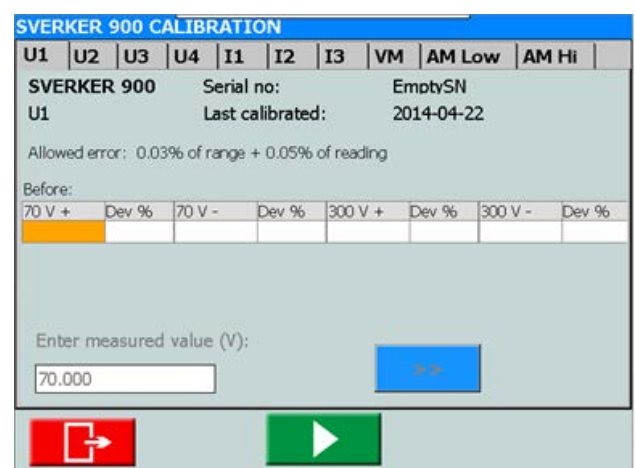 SVERKER 900 CALIBRATION
U1 U2 U3 U4 I1 I2 I3 VM AM Low AM Hi
SVERKER 900 Serial no: EmptySN
U1 Last calibrated: 2014-04-22
Allowed error: 0.03% of range + 0.05% of reading
Before:
70 V + Dev % 70 V - Dev % 300 V + Dev % 300 V - Dev %
Enter measured value (V):
70.000 >>